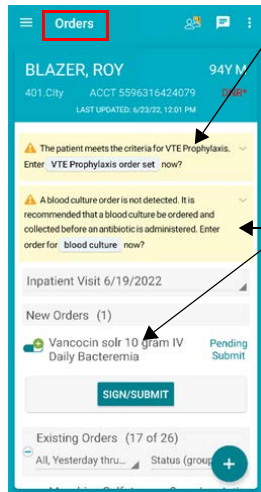 Orders
BLAZER, ROY 94Y M
401.City ACCT 5596316424079 DNR*
LAST UPDATED: 6/23/22, 12:01 PM
The patient meets the criteria for VTE Prophylaxis.
Enter VTE Prophylaxis order set now?
A blood culture order is not detected. It is
recommended that a blood culture be ordered and
collected before an antibiotic is administered. Enter
order for blood culture now?
Inpatient Visit 6/19/2022
New Orders (1)
Vancocin solr 10 gram IV Pending
Daily Bacteremia Submit
SIGN/SUBMIT
Existing Orders (17 of 26)
All, Yesterday thru... Status (group
+